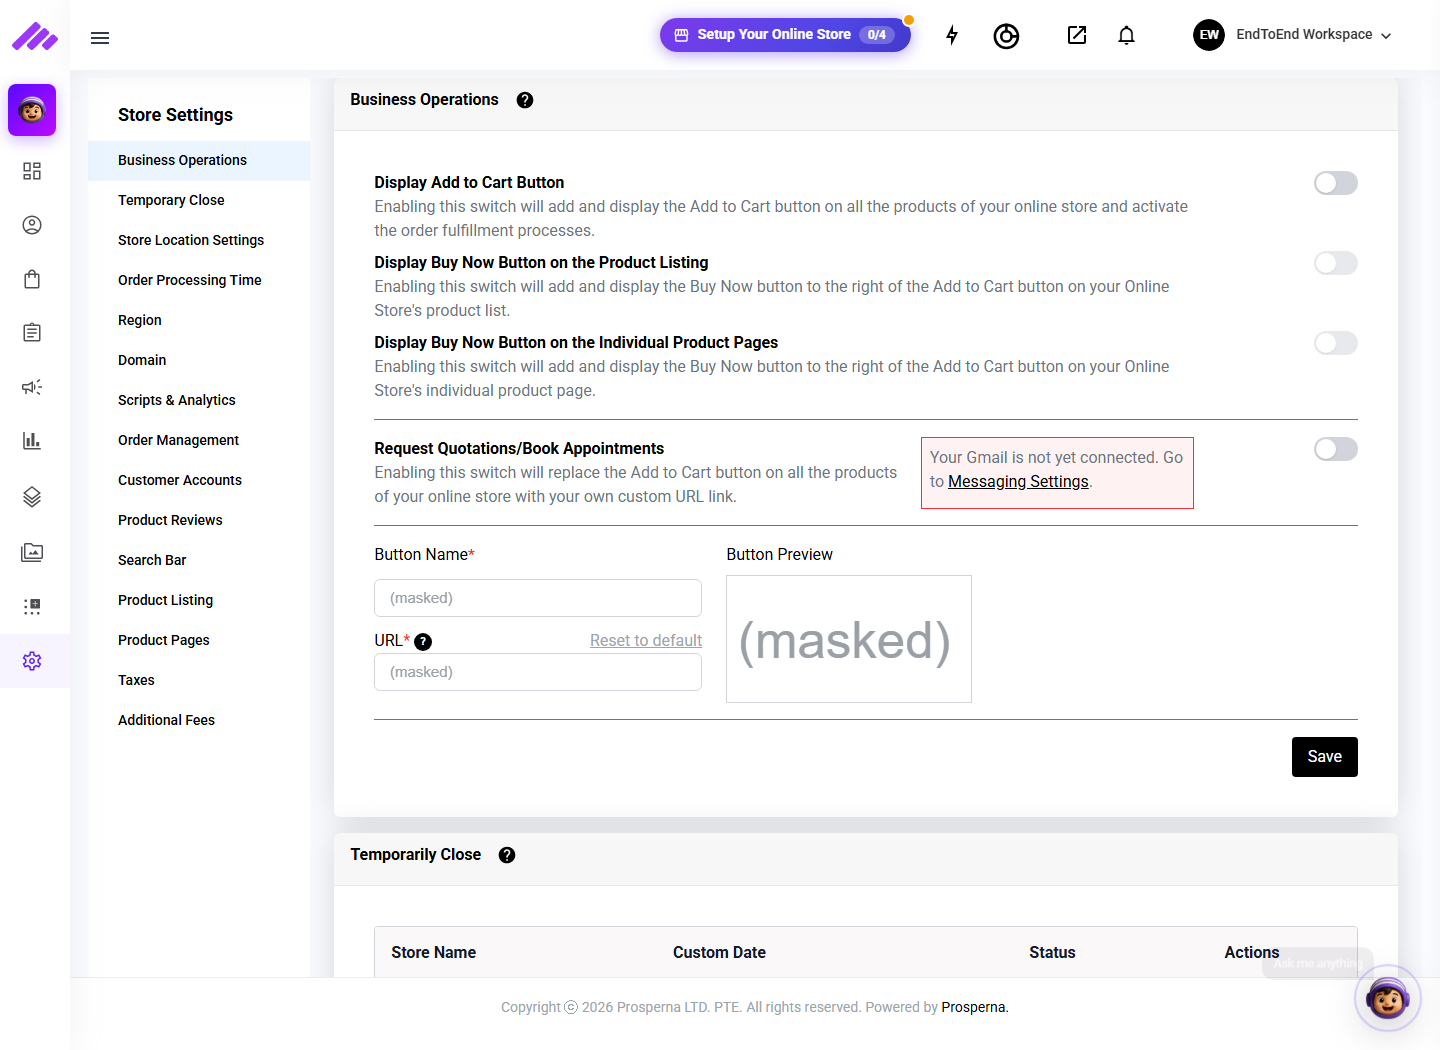 Setup Your Online Store 0/4
EW EndToEnd Workspace
Store Settings
Business Operations
Temporary Close
Store Location Settings
Order Processing Time
Region
Domain
Scripts & Analytics
Order Management
Customer Accounts
Product Reviews
Search Bar
Product Listing
Product Pages
Taxes
Additional Fees
Business Operations ?
Display Add to Cart Button
Enabling this switch will add and display the Add to Cart button on all the products of your online store and activate
the order fulfillment processes.
Display Buy Now Button on the Product Listing
Enabling this switch will add and display the Buy Now button to the right of the Add to Cart button on your Online
Store's product list.
Display Buy Now Button on the Individual Product Pages
Enabling this switch will add and display the Buy Now button to the right of the Add to Cart button on your Online
Store's individual product page.
Request Quotations/Book Appointments
Enabling this switch will replace the Add to Cart button on all the products
of your online store with your own custom URL link.
Your Gmail is not yet connected. Go
to Messaging Settings.
Button Name*
(masked)
URL* ? Reset to default
(masked)
Button Preview
(masked)
Save
Temporarily Close ?
Store Name Custom Date Status Actions
Ask me anything
Copyright © 2026 Prosperna LTD. PTE. All rights reserved. Powered by Prosperna.